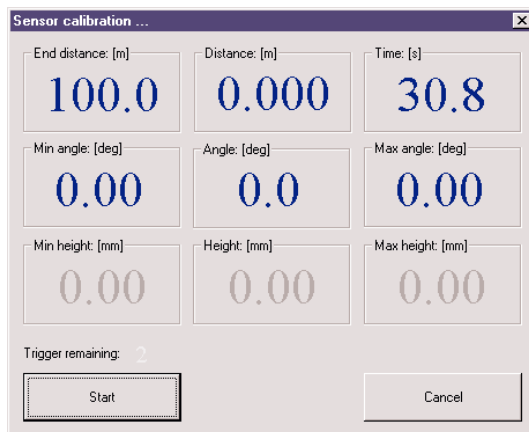 Sensor calibration ...
End distance: [m] Distance: [m] Time: [s]
100.0 0.000 30.8
Min angle: [deg] Angle: [deg] Max angle: [deg]
0.00 0.0 0.00
Min height: [mm] Height: [mm] Max height: [mm]
0.00 0.00 0.00
Trigger remaining: 2
Start Cancel